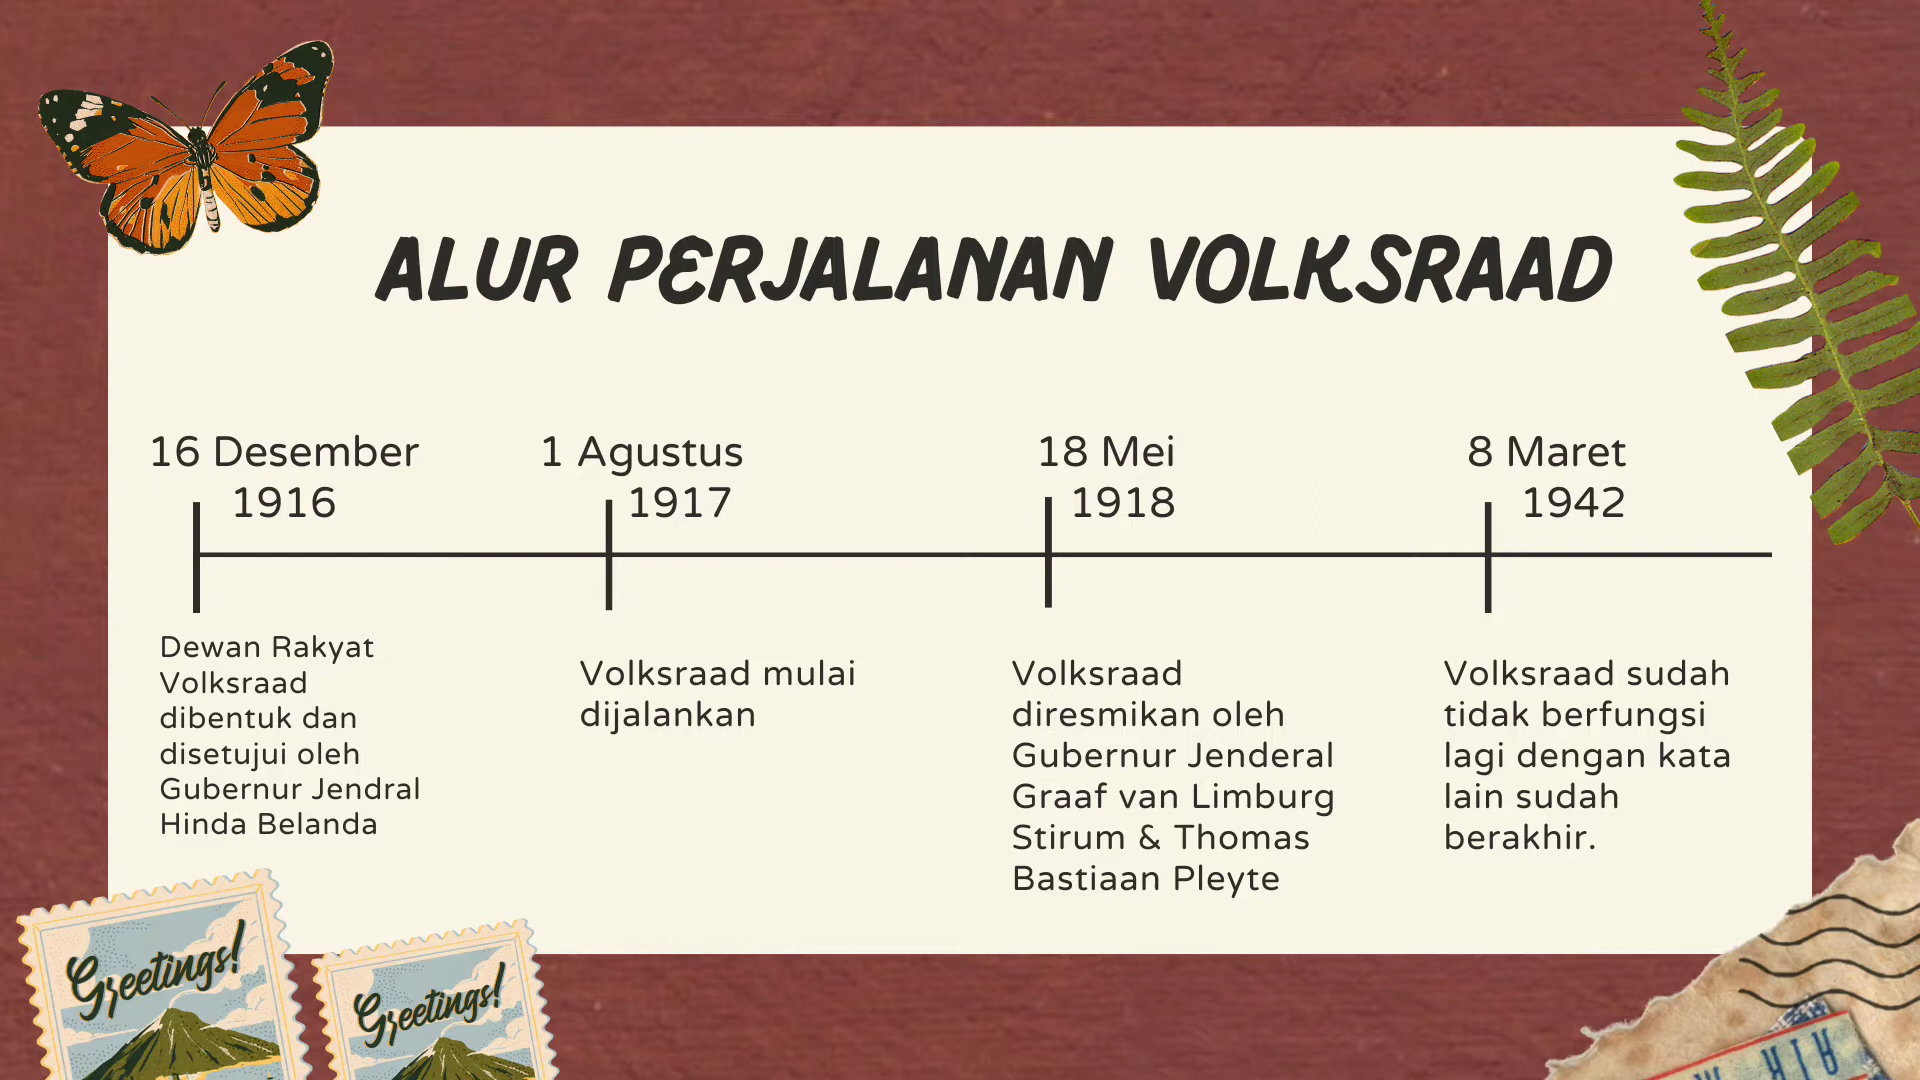 ALUR PERJALANAN VOLKSRAAD
16 Desember
1916
1 Agustus
1917
18 Mei
1918
8 Maret
1942
Dewan Rakyat
Volksraad
dibentuk dan
disetujui oleh
Gubernur Jendral
Hinda Belanda
Volksraad mulai
dijalankan
Volksraad
diresmikan oleh
Gubernur Jenderal
Graaf van Limburg
Stirum & Thomas
Bastiaan Pleyte
Volksraad sudah
tidak berfungsi
lagi dengan kata
lain sudah
berakhir.
Greetings!
Greetings!
AIR